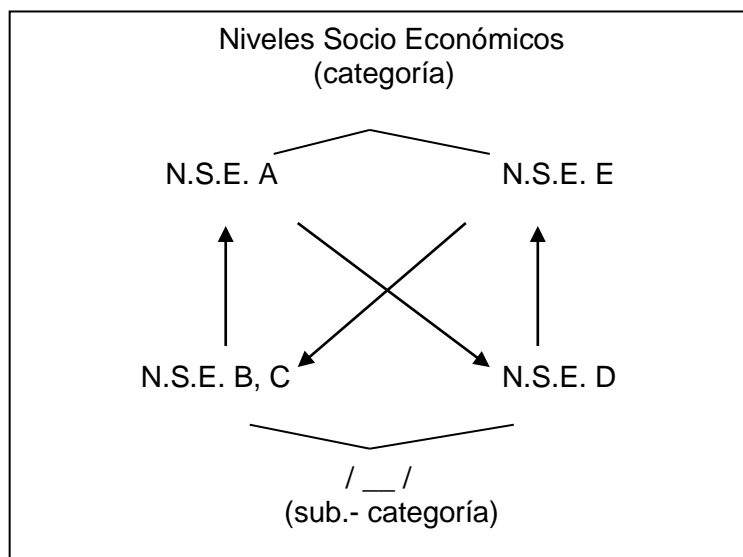 Niveles Socio Económicos
(categoría)
N.S.E. A
N.S.E. E
N.S.E. B, C
N.S.E. D
/ __ /
(sub.- categoría)